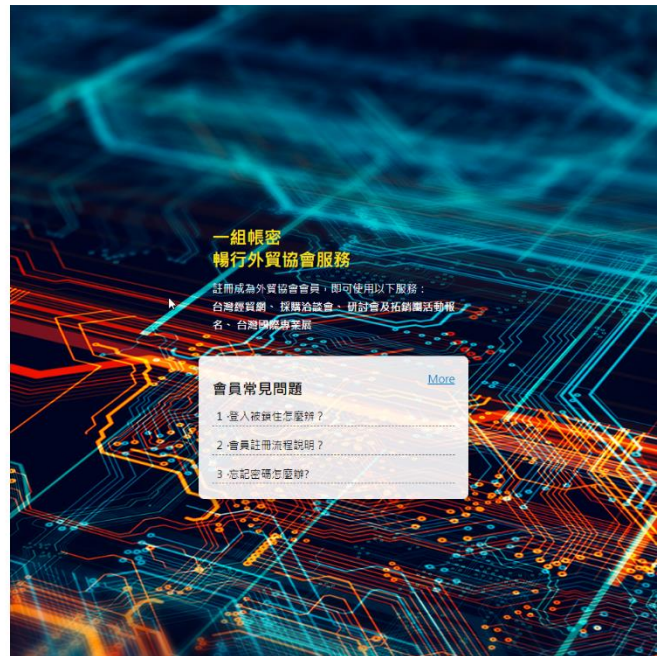 一組帳密
暢行外貿協會服務
註冊成為外貿協會會員，即可使用以下服務：
台灣經貿網、採購洽談會、研討會及拓銷團活動報
名、台灣國際專業展
會員常見問題
More
1 ·登入被鎖住怎麼辦？
2 ·會員註冊流程說明？
3 ·忘記密碼怎麼辦?